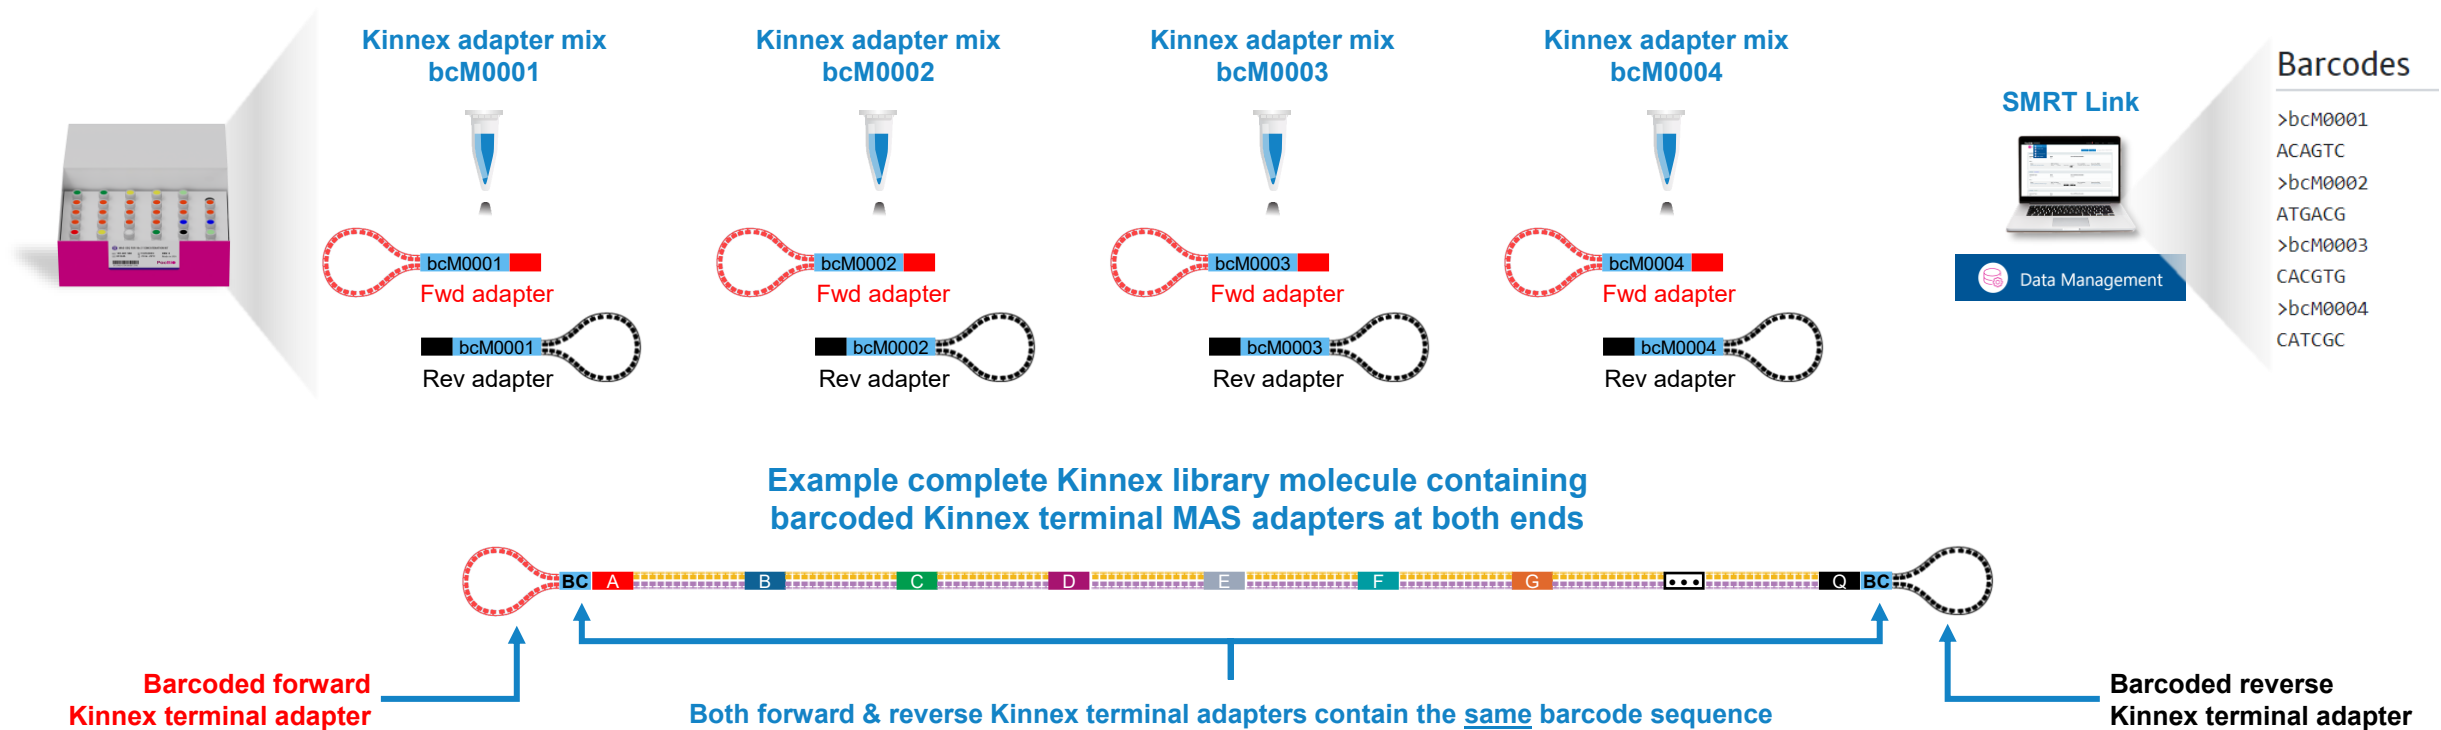 Kinnex adapter mix
bcM0001
Kinnex adapter mix
bcM0002
Kinnex adapter mix
bcM0003
Kinnex adapter mix
bcM0004
bcM0001
Fwd adapter
bcM0001
Rev adapter
bcM0002
Fwd adapter
bcM0002
Rev adapter
bcM0003
Fwd adapter
bcM0003
Rev adapter
bcM0004
Fwd adapter
bcM0004
Rev adapter
SMRT Link
Data Management
Barcodes
>bcM0001
ACAGTC
>bcM0002
ATGACG
>bcM0003
CACGTG
>bcM0004
CATCGC
Example complete Kinnex library molecule containing
barcoded Kinnex terminal MAS adapters at both ends
BC A B C D E F G ... Q BC
Barcoded forward
Kinnex terminal adapter
Both forward & reverse Kinnex terminal adapters contain the same barcode sequence
Barcoded reverse
Kinnex terminal adapter